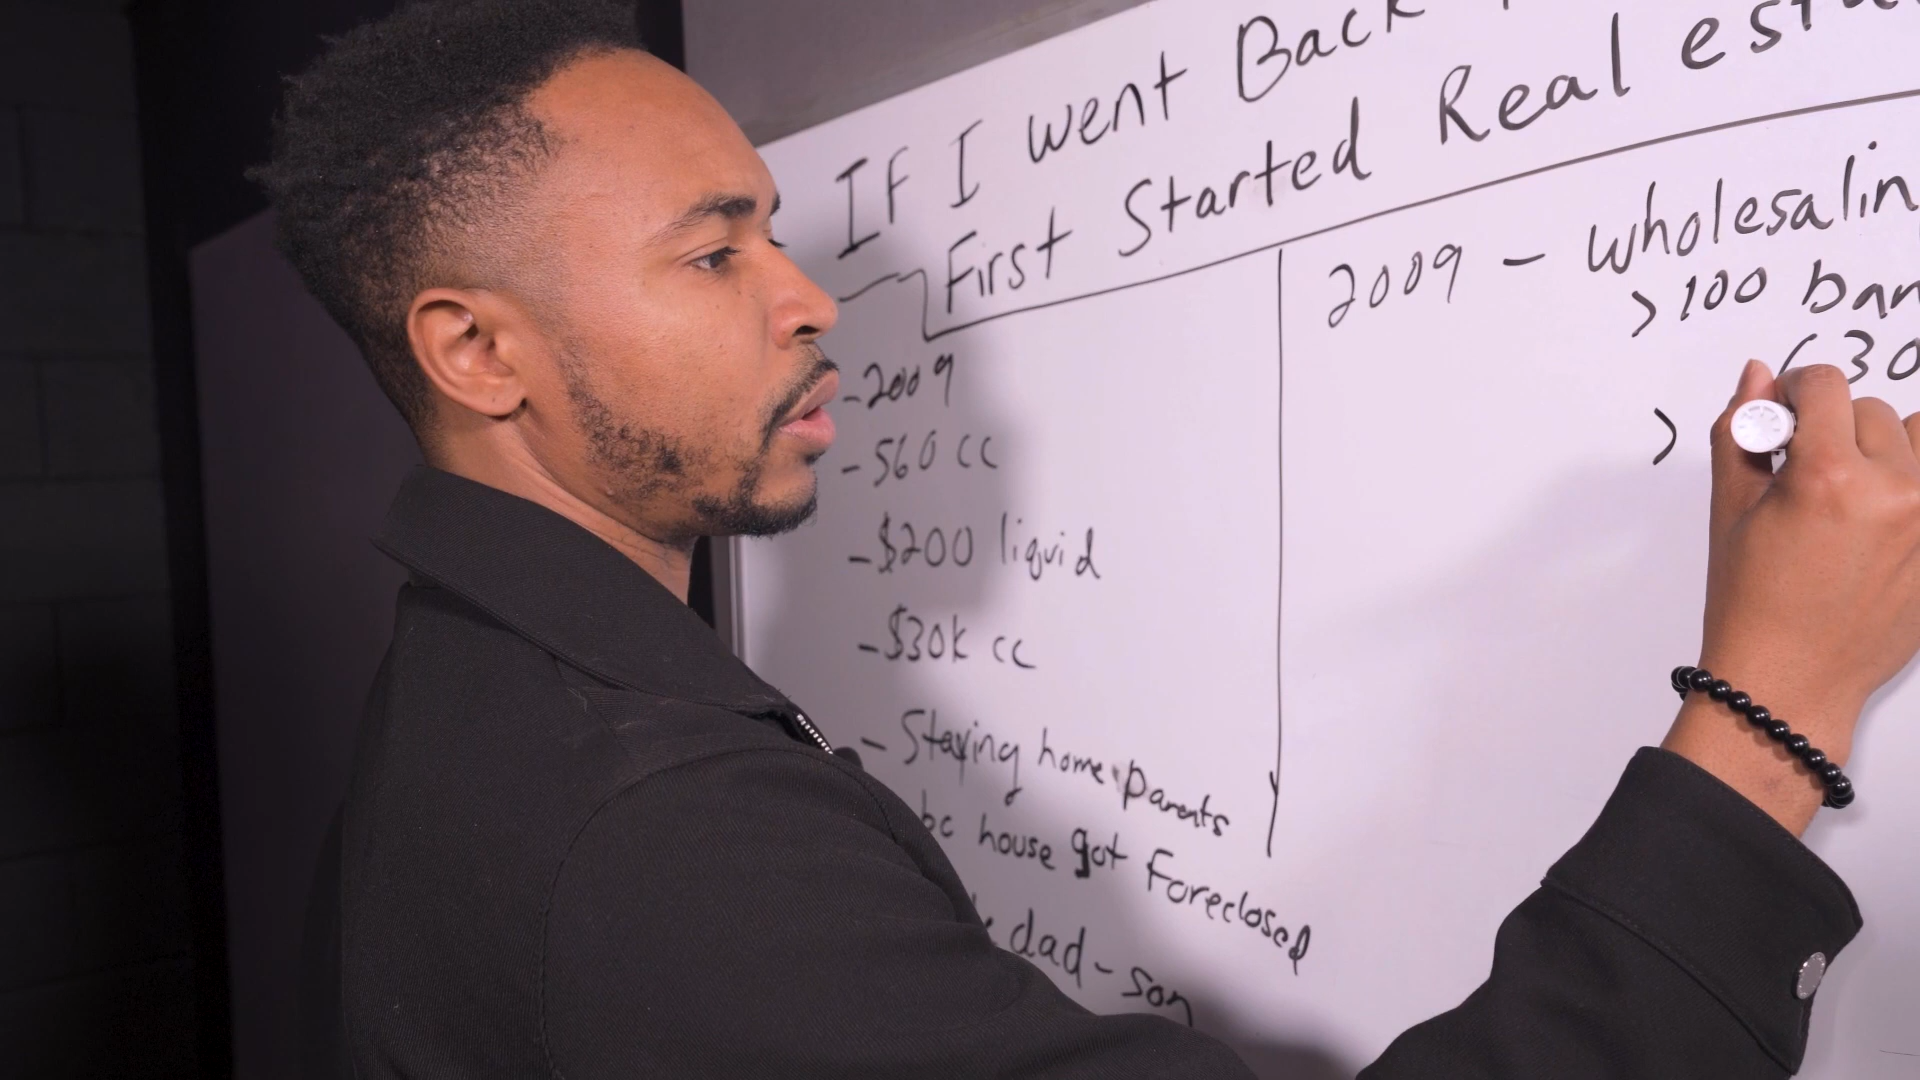 IF I went Back
First Started Real esta
-2009
-560 cc
-$200 liquid
-$30k cc
- Staying home parents
bc house got Foreclosed
dad-son
2009 - wholesalin
>100 ban
(30
>